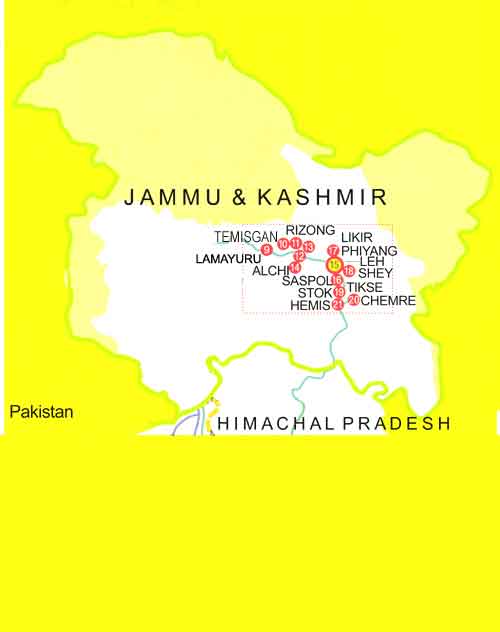 JAMMU & KASHMIR
RIZONG
TEMISGAN
LIKIR
10 11 13
9
17 PHIYANG
LAMAYURU
12
LEH
ALCHI
14
15
18 SHEY
SASPOL
16
TIKSE
STOK
19
20 CHEMRE
HEMIS
21
Pakistan
HIMACHAL PRADESH